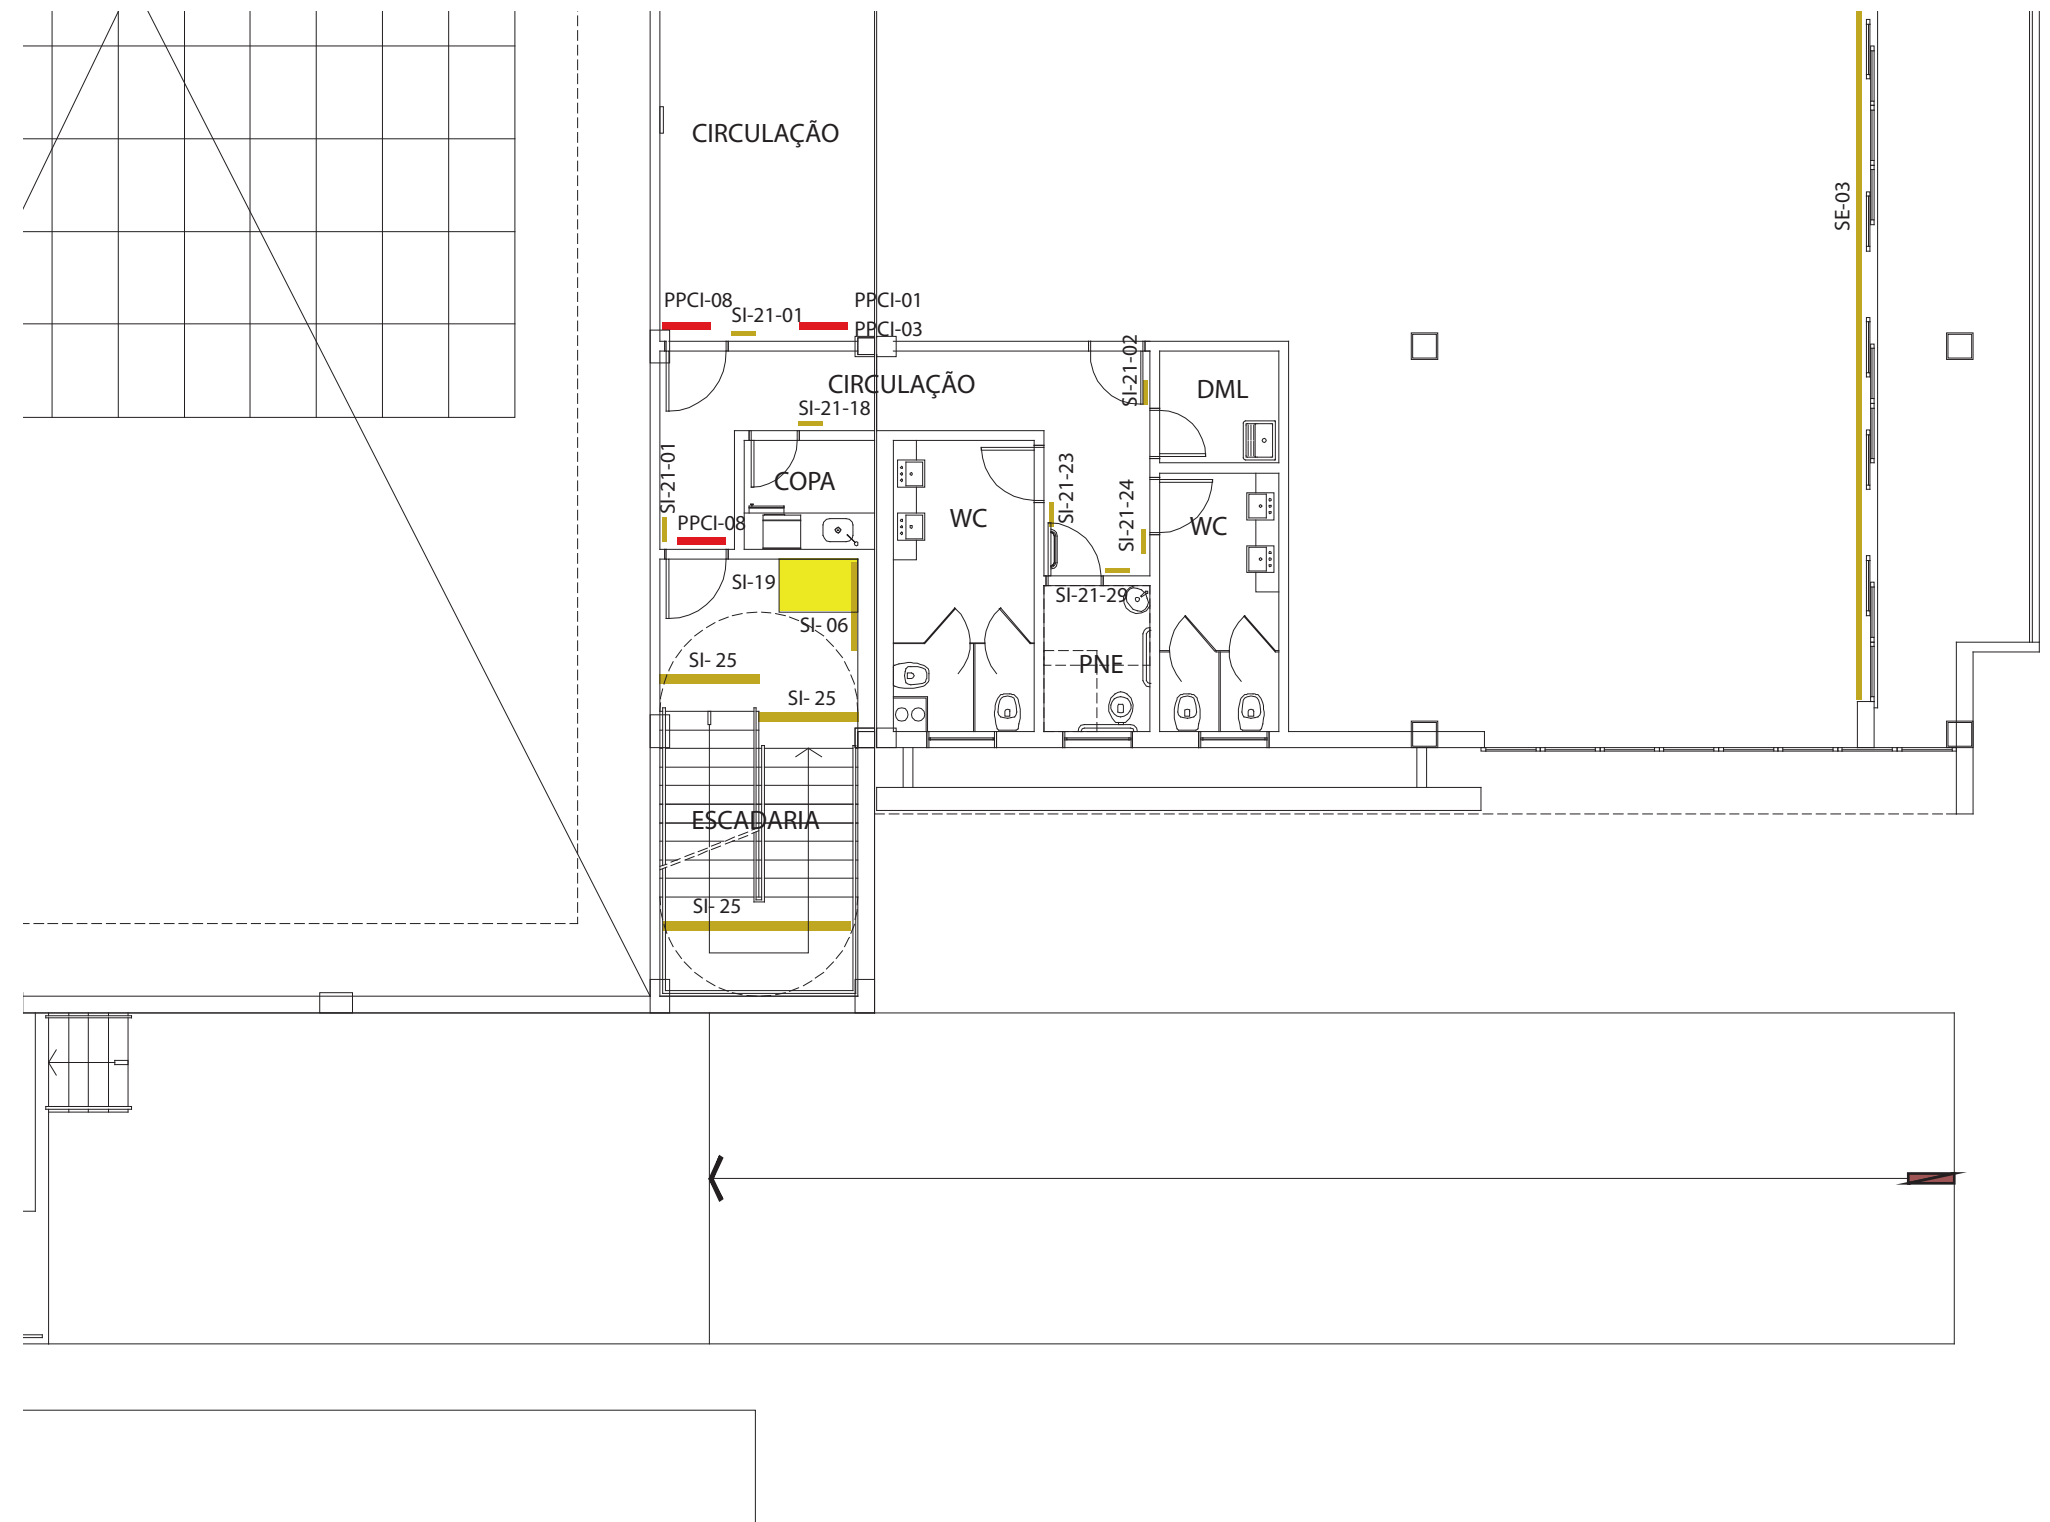 CIRCULAÇÃO
SE-03
PPCI-08
SI-21-01
PPCI-01
PPCI-03
SI-21-02
CIRCULAÇÃO
DML
SI-21-18
SI-21-01
COPA
SI-21-23
SI-21-24
WC
WC
PPCI-08
SI-19
SI-21-29
SI- 06
SI- 25
PNE
SI- 25
ESCADARIA
SI- 25